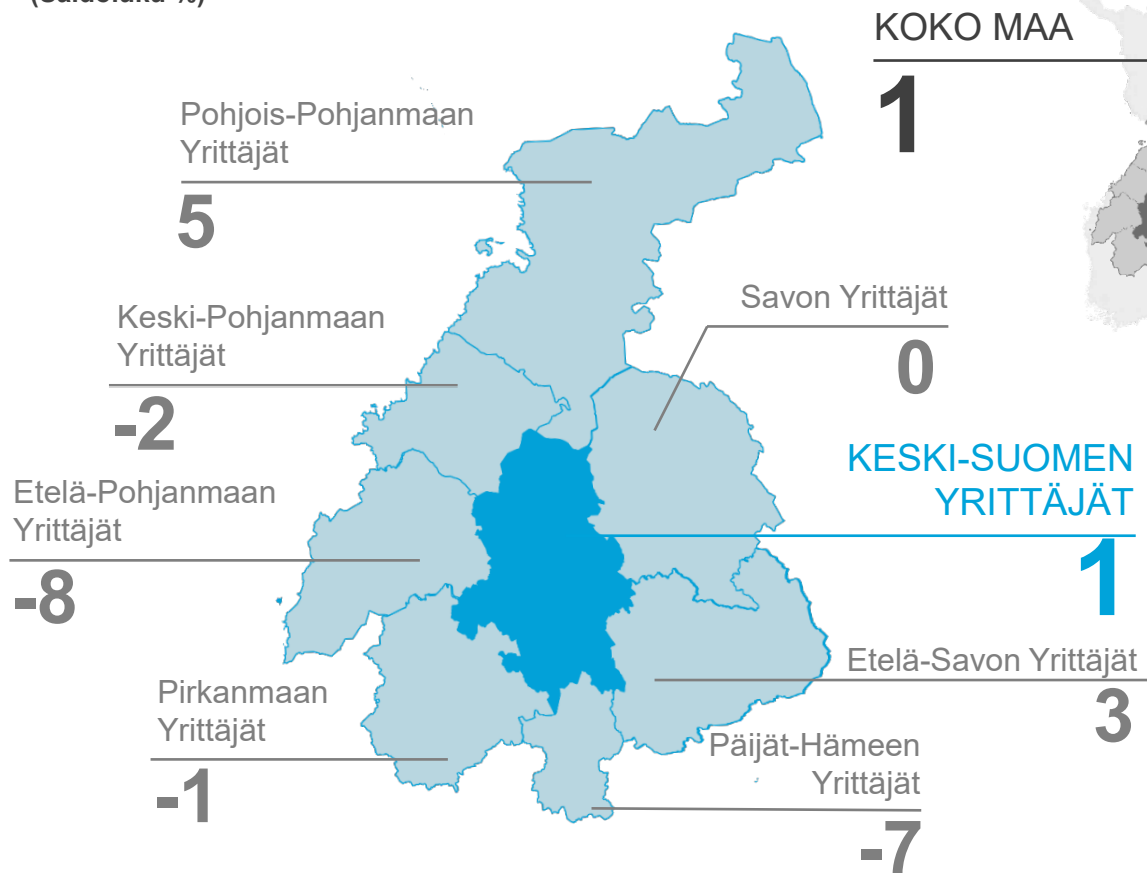 (Saldoluku %)
KOKO MAA
1
Pohjois-Pohjanmaan
Yrittäjät
5
Savon Yrittäjät
0
Keski-Pohjanmaan
Yrittäjät
-2
KESKI-SUOMEN
YRITTÄJÄT
1
Etelä-Pohjanmaan
Yrittäjät
-8
Etelä-Savon Yrittäjät
3
Pirkanmaan
Yrittäjät
-1
Päijät-Hämeen
Yrittäjät
-7